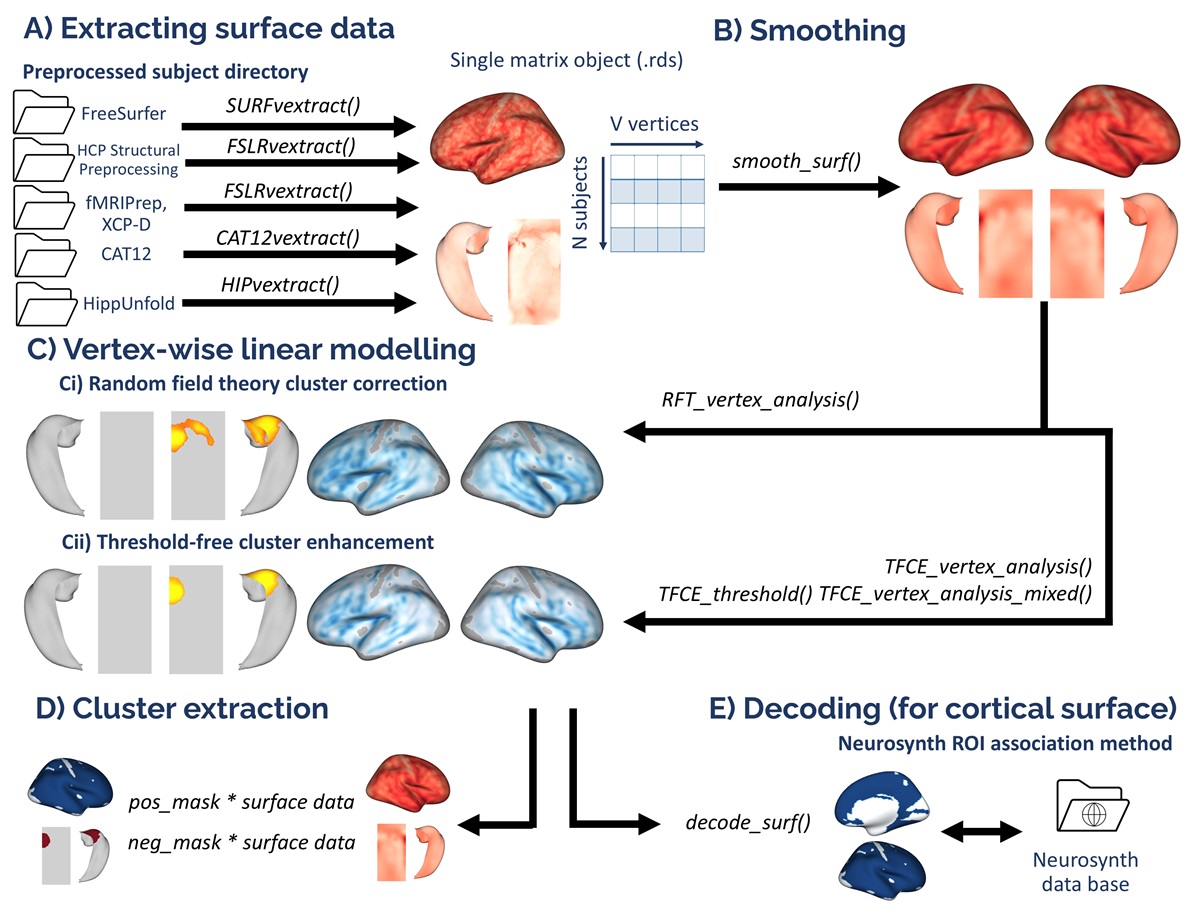 A) Extracting surface data
Preprocessed subject directory
FreeSurfer
SURFvextract()
HCP Structural
Preprocessing
FSLRvextract()
fMRIPrep,
XCP-D
FSLRvextract()
CAT12
CAT12vextract()
HippUnfold
HIPvextract()
Single matrix object (.rds)
V vertices
N subjects
B) Smoothing
smooth_surf()
C) Vertex-wise linear modelling
Ci) Random field theory cluster correction
RFT_vertex_analysis()
Cii) Threshold-free cluster enhancement
TFCE_vertex_analysis()
TFCE_threshold() TFCE_vertex_analysis_mixed()
D) Cluster extraction
pos_mask * surface data
neg_mask * surface data
E) Decoding (for cortical surface)
Neurosynth ROI association method
decode_surf()
Neurosynth
data base